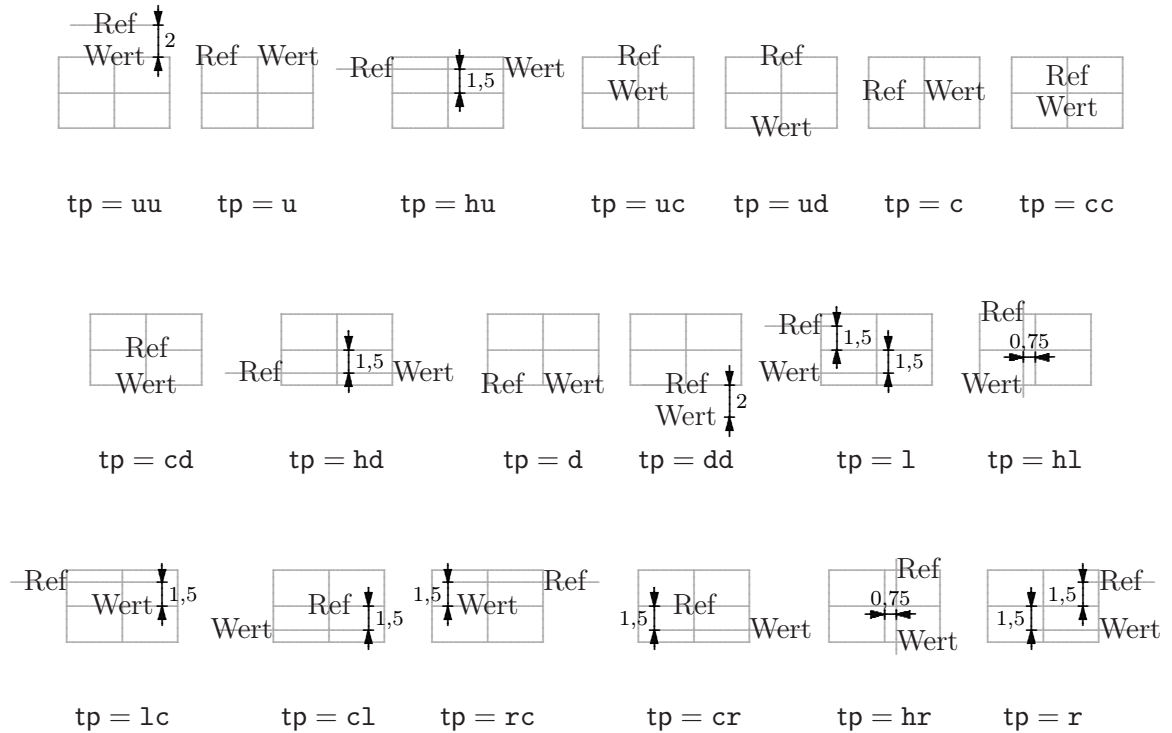 Ref
Wert 2
Ref Wert
Ref 1,5 Wert
Ref
Wert
Ref
Wert
Ref Wert
Ref
Wert
tp = uu tp = u tp = hu tp = uc tp = ud tp = c tp = cc
Ref
Wert
Ref 1,5 Wert
Ref Wert
Ref
Wert 2
Ref 1,5
Wert 1,5
Ref
0,75
Wert
tp = cd tp = hd tp = d tp = dd tp = l tp = hl
Ref
Wert 1,5
Ref
Wert 1,5
1,5 Ref
Wert
Ref
1,5 Wert
Ref
0,75
Wert
1,5 Ref
1,5 Wert
tp = lc tp = cl tp = rc tp = cr tp = hr tp = r